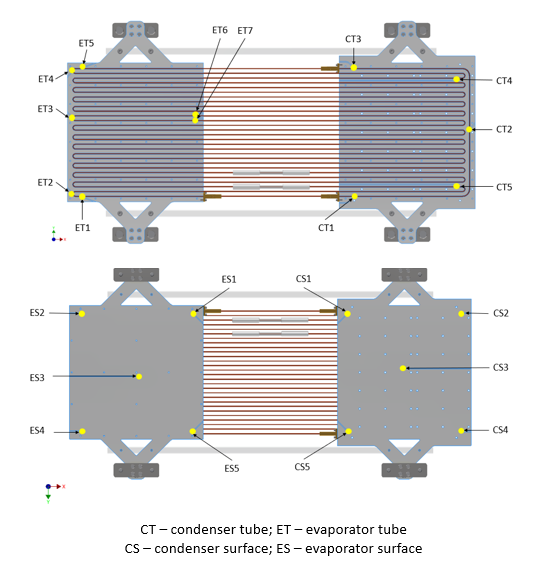 ET6
ET7
ET5
CT3
ET4
CT4
ET3
CT2
ET2
CT5
ET1
CT1
ES1
CS1
ES2
CS2
ES3
CS3
ES4
CS4
ES5
CS5
X
Y
CT – condenser tube; ET – evaporator tube
CS – condenser surface; ES – evaporator surface